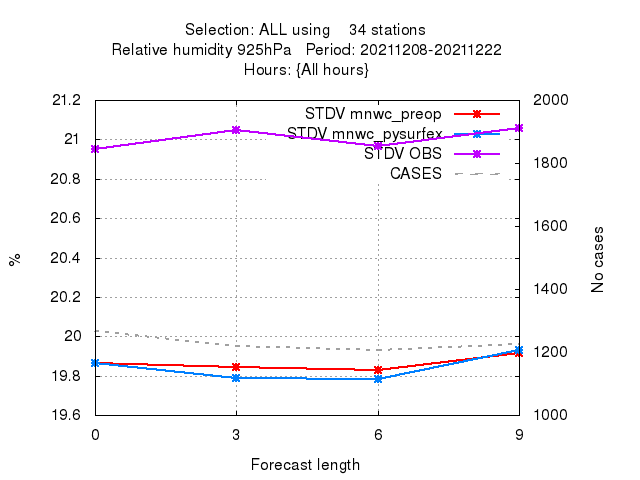 Selection: ALL using 34 stations
Relative humidity 925hPa Period: 20211208-20211222
Hours: {All hours}
21.2
21
20.8
20.6
20.4
20.2
20
19.8
19.6
2000
1800
1600
1400
1200
1000
STDV mnwc_preop
STDV mnwc_pysurfex
STDV OBS
CASES
%
No cases
0 3 6 9
Forecast length